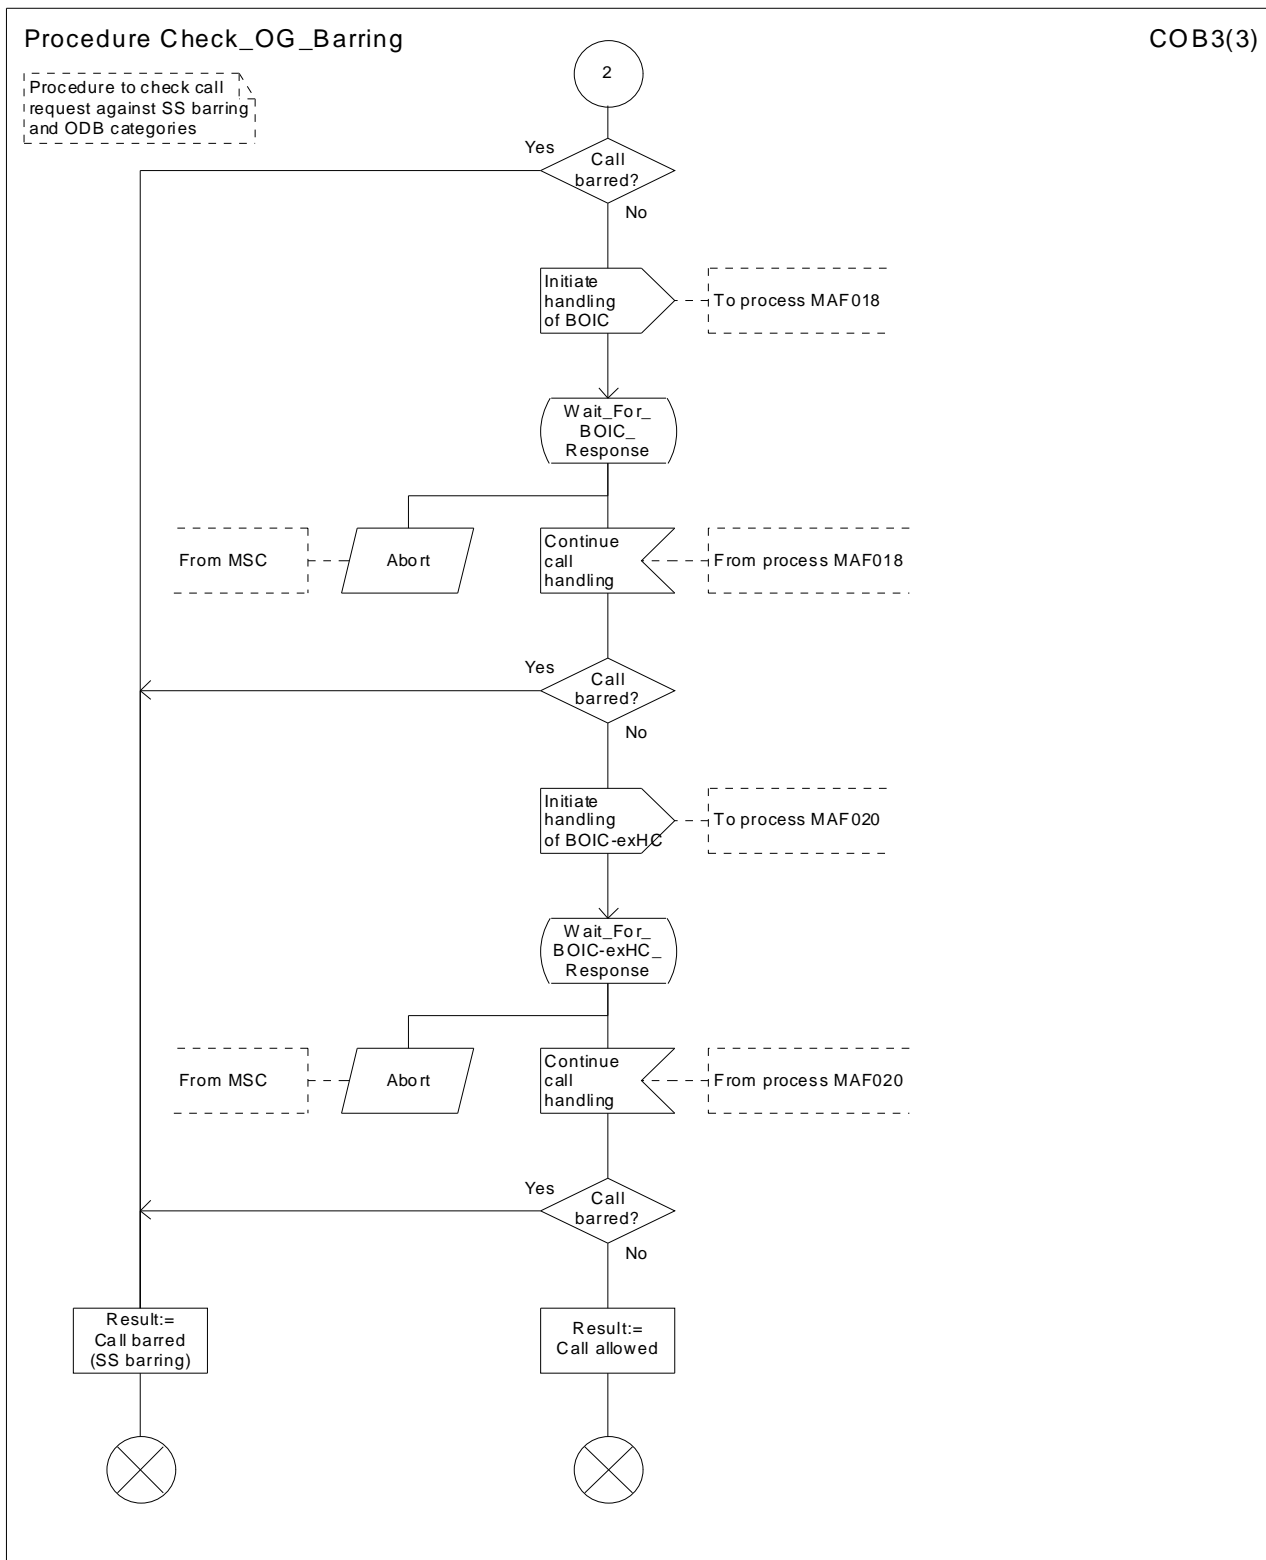 Procedure Check_OG_Barring
COB3(3)
Procedure to check call
request against SS barring
and ODB categories
2
Yes
Call
barred?
No
Initiate
handling
of BOIC
To process MAF018
Wait_For_
BOIC_
Response
From MSC
Abort
Continue
call
handling
From process MAF018
Yes
Call
barred?
No
Initiate
handling
of BOIC-exHC
To process MAF020
Wait_For_
BOIC-exHC_
Response
From MSC
Abort
Continue
call
handling
From process MAF020
Yes
Call
barred?
No
Result:=
Call barred
(SS barring)
Result:=
Call allowed